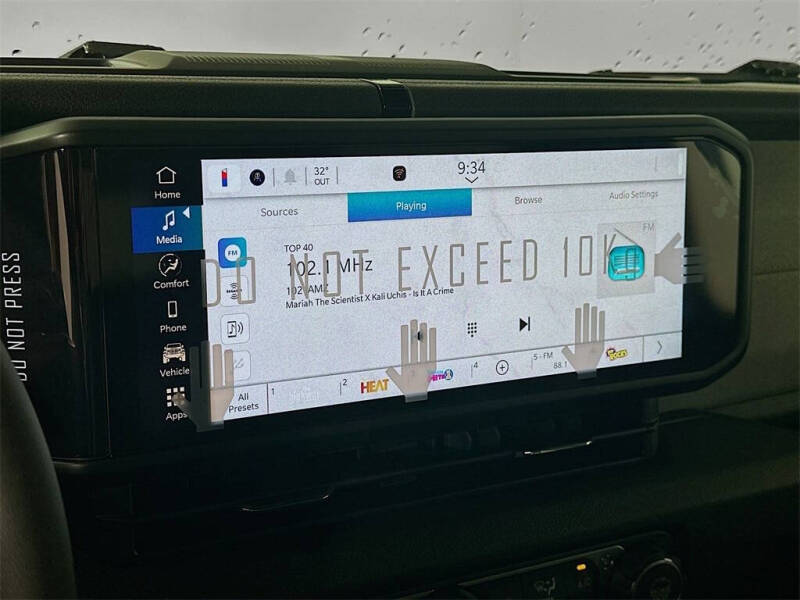 32°
OUT
9:34
Home
Sources
Playing
Browse
Audio Settings
Media
FM
TOP 40
FM
102.1 MHz
DO NOT EXCEED 10K
Mariah The Scientist X Kali Uchis - Is It A Crime
Comfort
Phone
Vehicle
Apps
All
Presets
1
2
HEAT
4
5 - FM
88.1
DO NOT PRESS